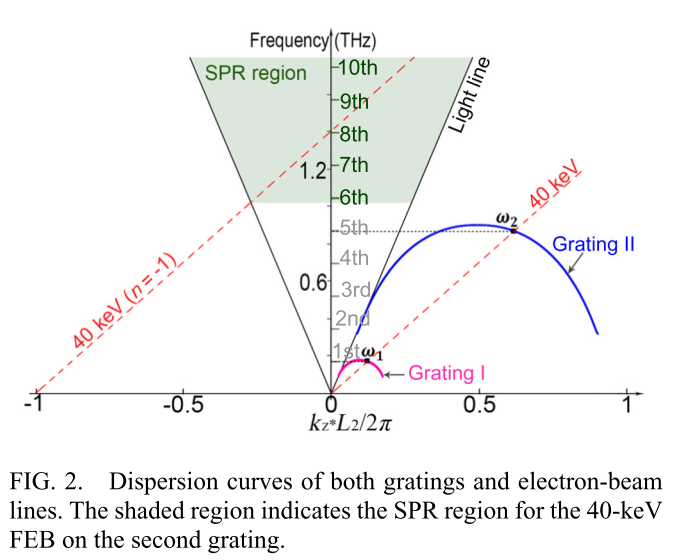 Frequency (THz)
SPR region
10th
9th
8th
1.2
7th
6th
5th
4th
0.6
3rd
2nd
1st
Light line
40 keV
40 keV (n = -1)
ω2
ω1
Grating II
Grating I
-1
-0.5
0
0.5
1
kz*L2/2π
FIG. 2. Dispersion curves of both gratings and electron-beam
lines. The shaded region indicates the SPR region for the 40-keV
FEB on the second grating.